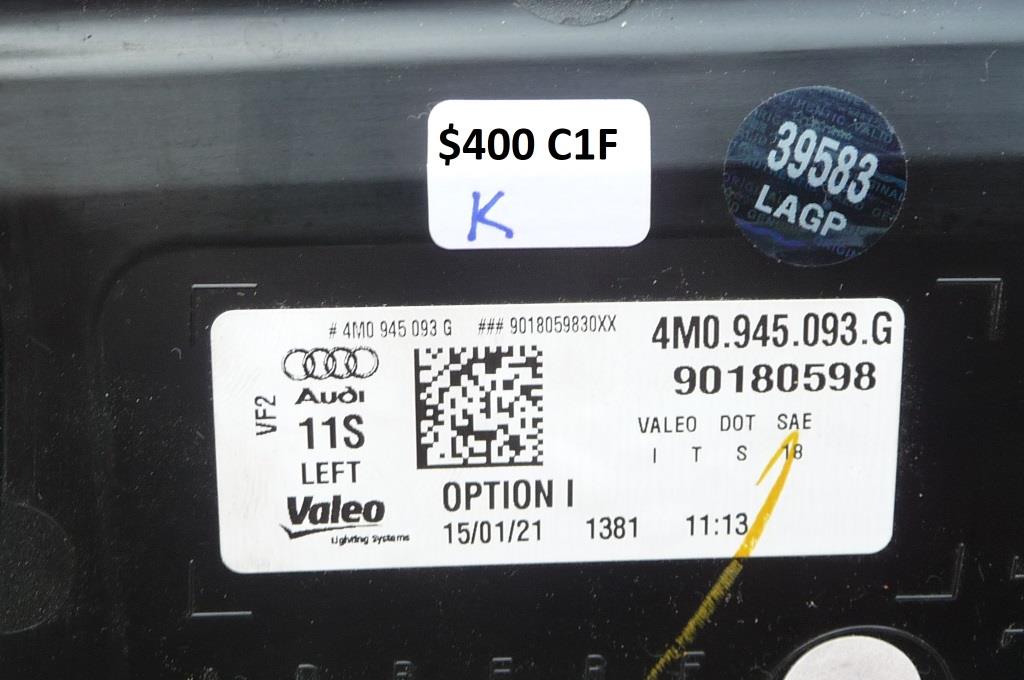 $400 C1F
K
39583
LAGP
# 4M0 945 093 G ### 9018059830XX
4M0.945.093.G
90180598
Audi
VF2
11S
LEFT
VALEO DOT SAE
I T S 18
Valeo
Lighting Systems
OPTION I
15/01/21 1381 11:13